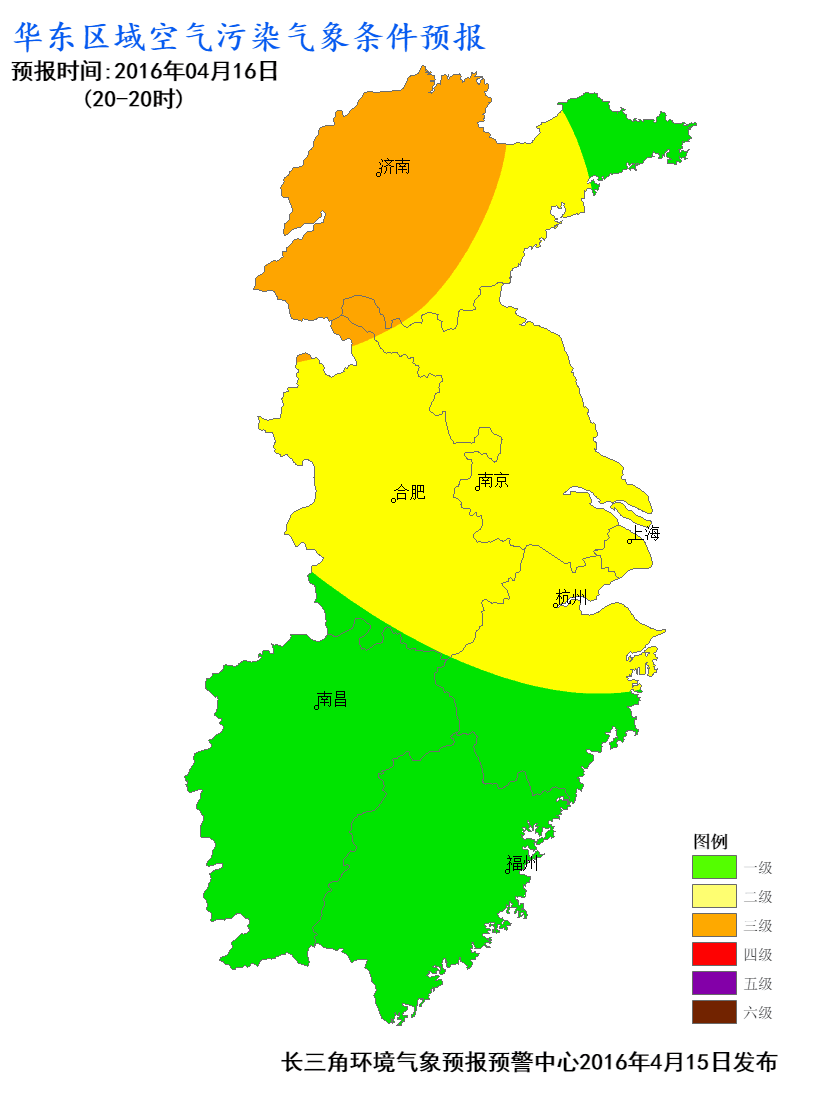 华东区域空气污染气象条件预报
预报时间:2016年04月16日
(20-20时)
济南
合肥
南京
上海
杭州
南昌
福州
图例
一级
二级
三级
四级
五级
六级
长三角环境气象预报预警中心2016年4月15日发布